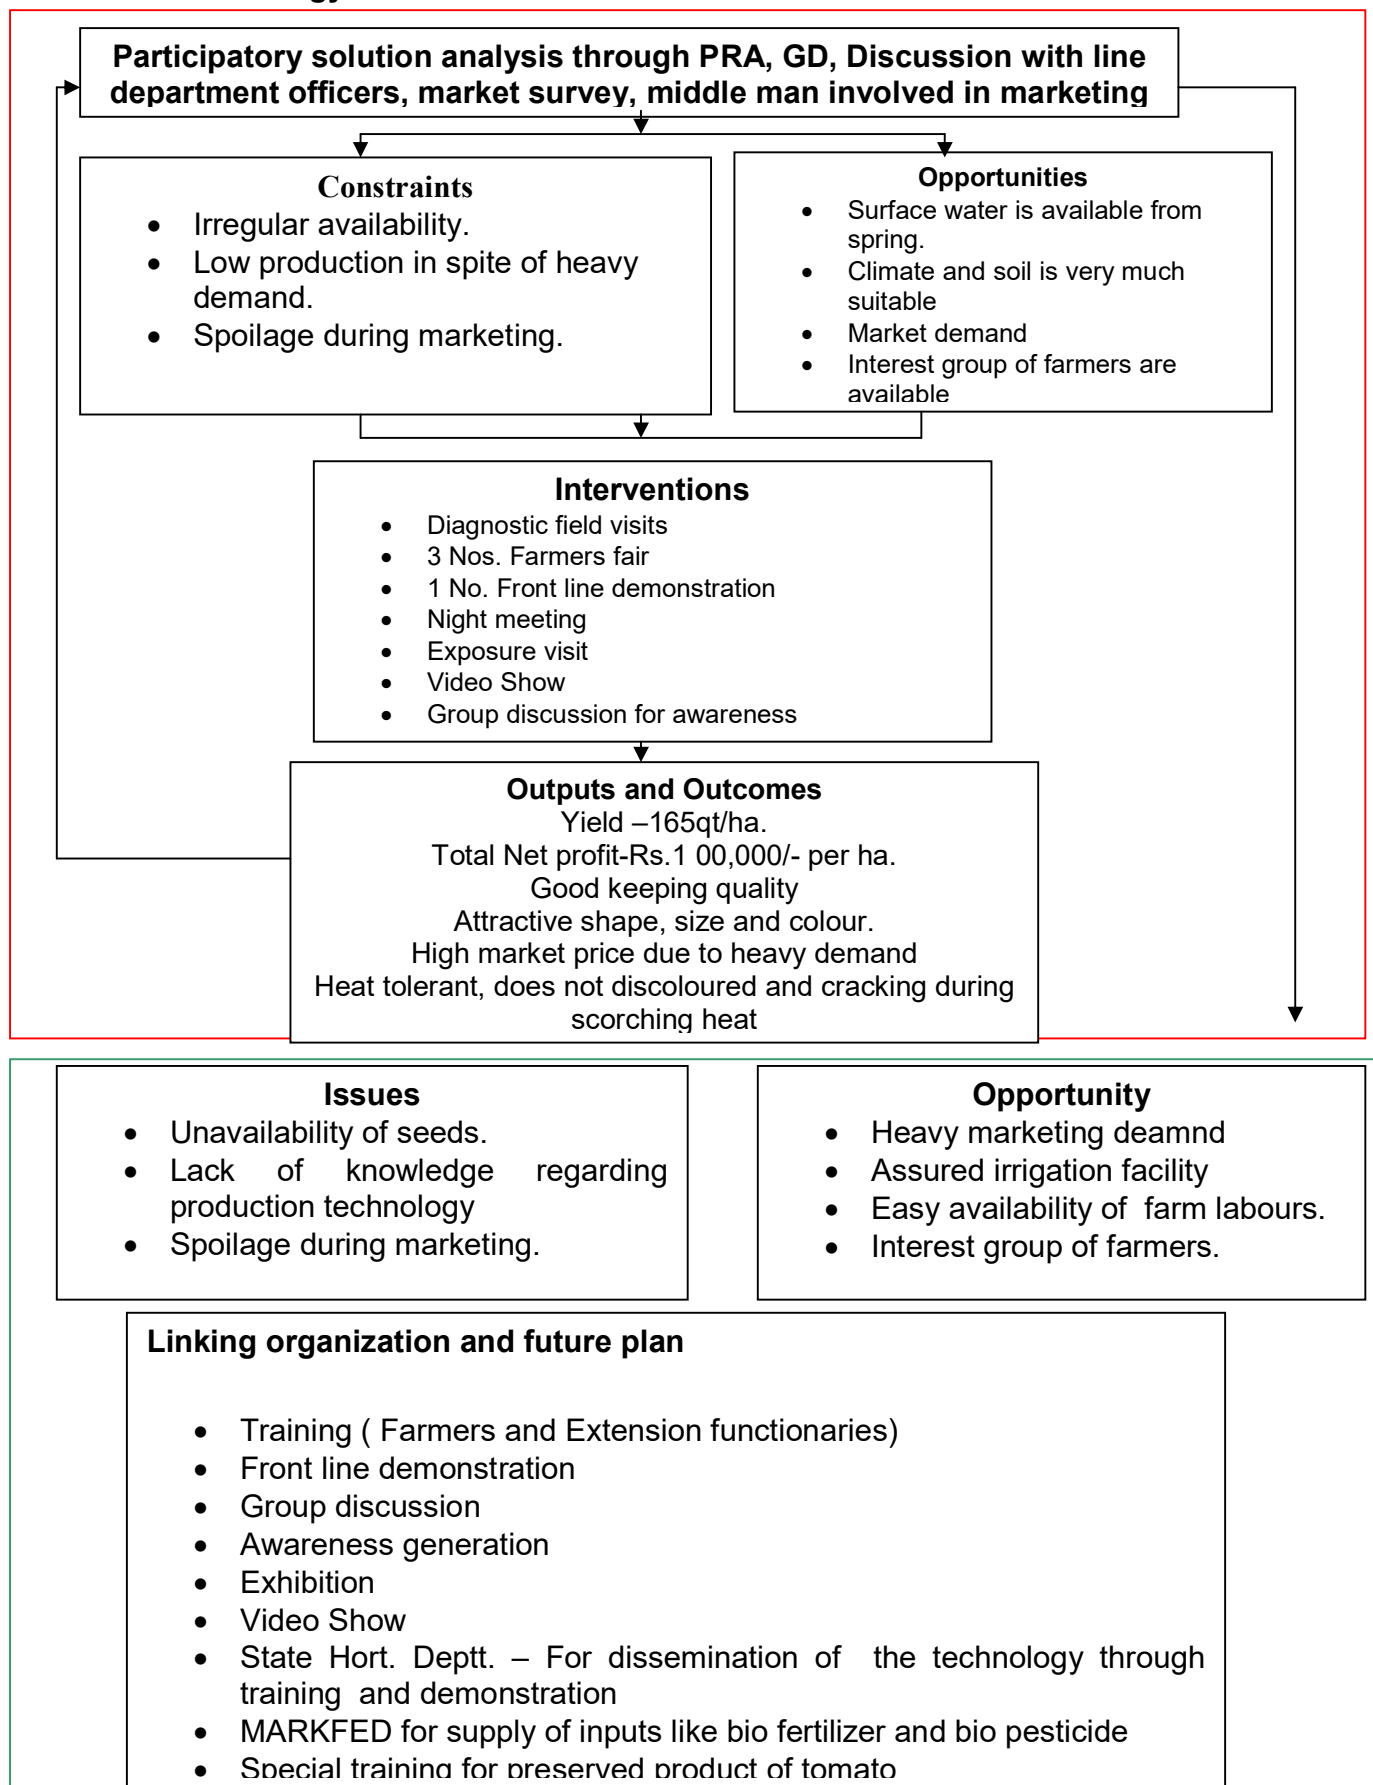 Participatory solution analysis through PRA, GD, Discussion with line
department officers, market survey, middle man involved in marketing
Constraints
• Irregular availability.
• Low production in spite of heavy
demand.
• Spoilage during marketing.
Opportunities
• Surface water is available from
spring.
• Climate and soil is very much
suitable
• Market demand
• Interest group of farmers are
available
Interventions
• Diagnostic field visits
• 3 Nos. Farmers fair
• 1 No. Front line demonstration
• Night meeting
• Exposure visit
• Video Show
• Group discussion for awareness
Outputs and Outcomes
Yield –165qt/ha.
Total Net profit-Rs.1 00,000/- per ha.
Good keeping quality
Attractive shape, size and colour.
High market price due to heavy demand
Heat tolerant, does not discoloured and cracking during
scorching heat
Issues
• Unavailability of seeds.
• Lack of knowledge regarding
production technology
• Spoilage during marketing.
Opportunity
• Heavy marketing deamnd
• Assured irrigation facility
• Easy availability of farm labours.
• Interest group of farmers.
Linking organization and future plan
• Training ( Farmers and Extension functionaries)
• Front line demonstration
• Group discussion
• Awareness generation
• Exhibition
• Video Show
• State Hort. Deptt. – For dissemination of the technology through
training and demonstration
• MARKFED for supply of inputs like bio fertilizer and bio pesticide
• Special training for preserved product of tomato